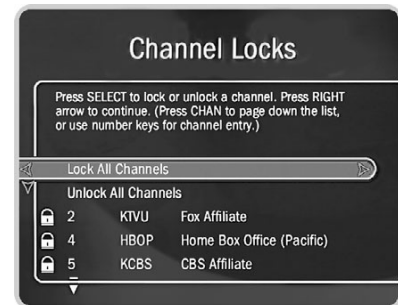 Channel Locks
Press SELECT to lock or unlock a channel. Press RIGHT
arrow to continue. (Press CHAN to page down the list,
or use number keys for channel entry.)
Lock All Channels
Unlock All Channels
2 KTVU Fox Affiliate
4 HBOP Home Box Office (Pacific)
5 KCBS CBS Affiliate